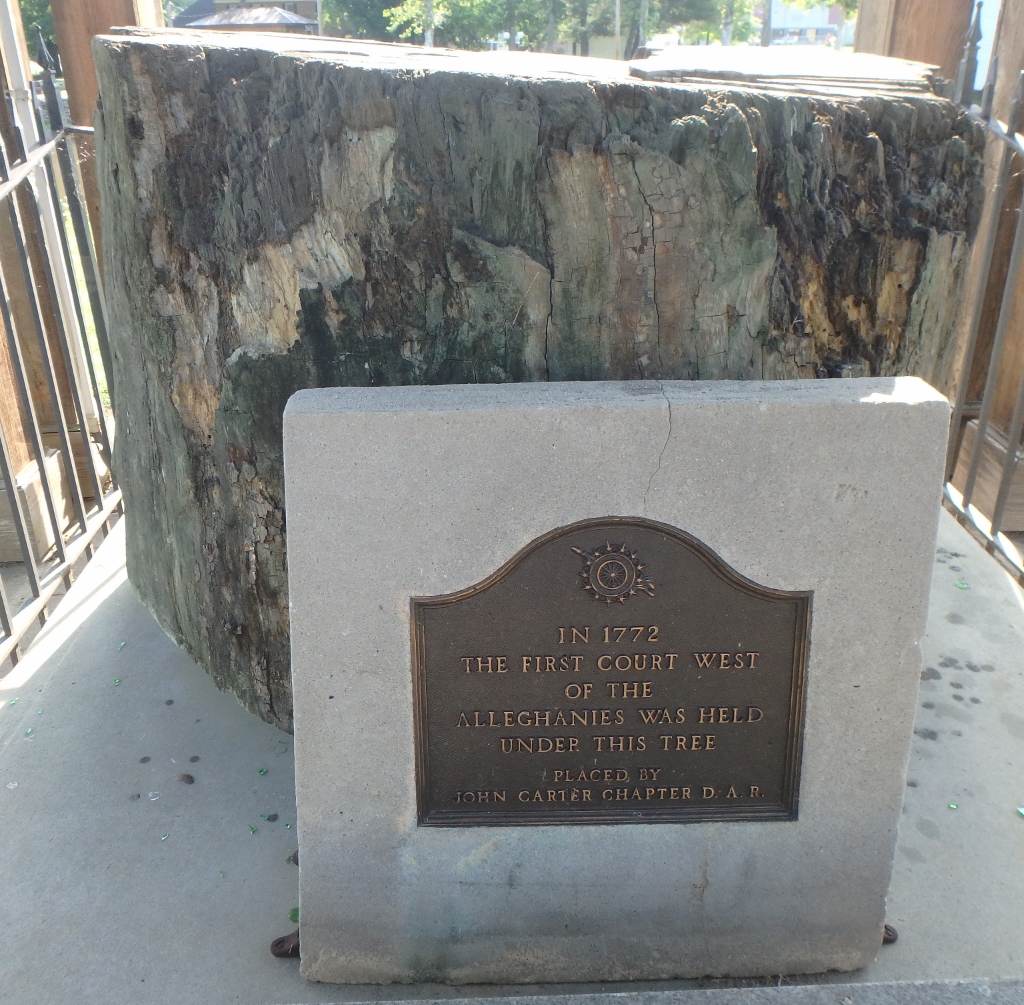 IN 1772
THE FIRST COURT WEST
OF THE
ALLEGHANIES WAS HELD
UNDER THIS TREE
PLACED BY
JOHN CARTER CHAPTER D.A.R.